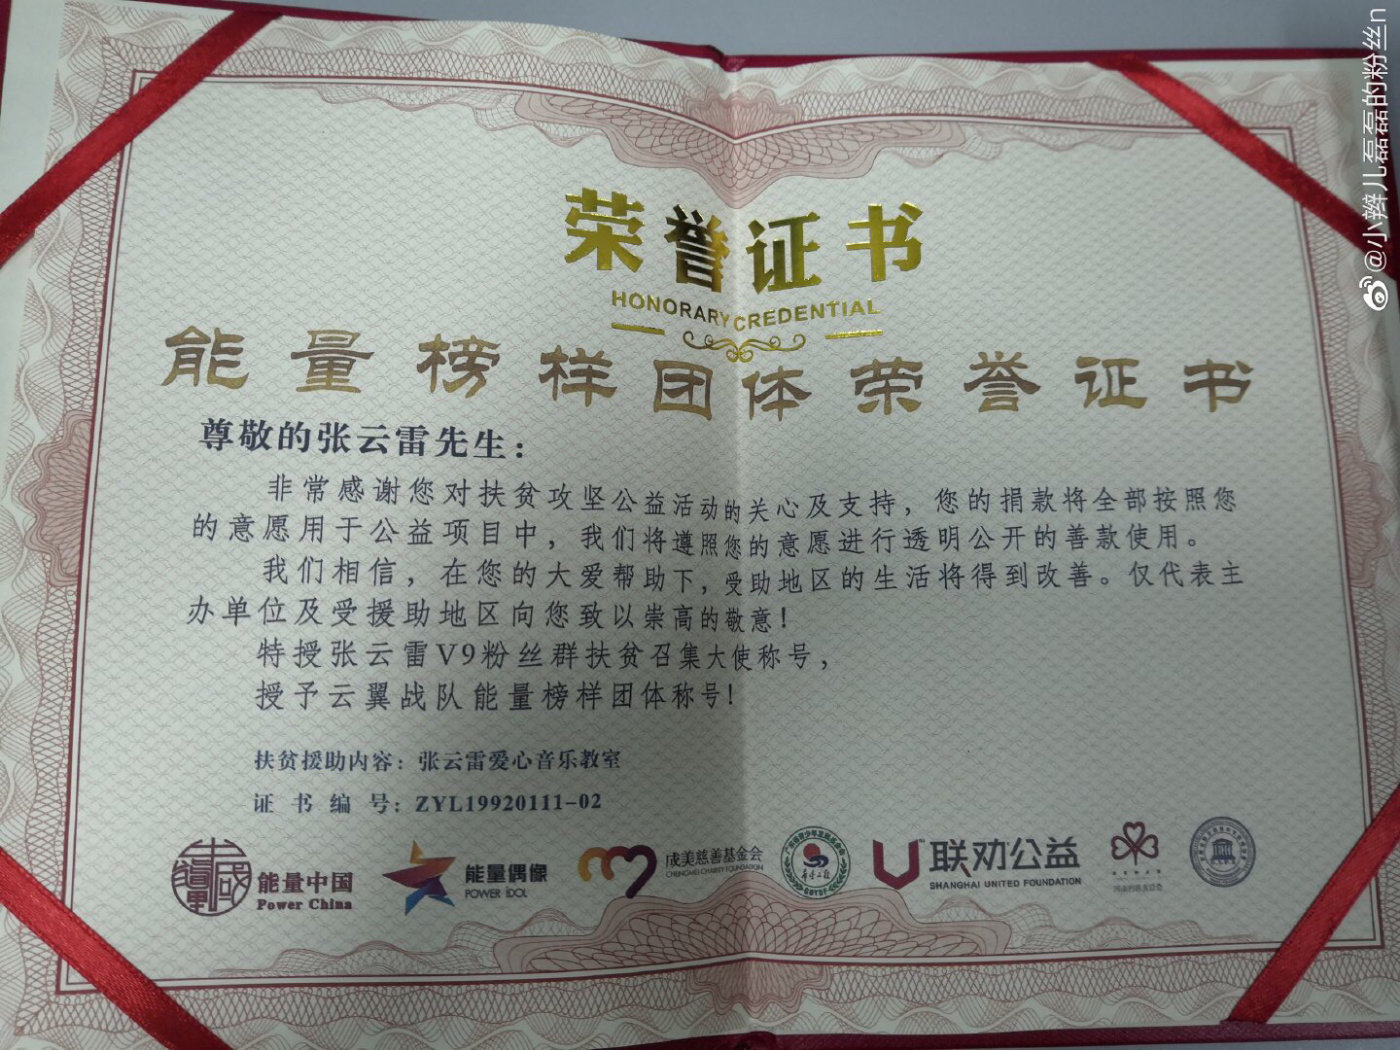 荣誉证书
HONORARY CREDENTIAL
能量榜样团体荣誉证书
尊敬的张云雷先生：
非常感谢您对扶贫攻坚公益活动的关心及支持，您的捐款将全部按照您
的意愿用于公益项目中，我们将遵照您的意愿进行透明公开的善款使用。
我们相信，在您的大爱帮助下，受助地区的生活将得到改善。仅代表主
办单位及受援助地区向您致以崇高的敬意！
特授张云雷V9粉丝群扶贫召集大使称号，
授予云翼战队能量榜样团体称号！
扶贫援助内容：张云雷爱心音乐教室
证书编号：ZYL19920111-02
能量中国
Power China
能量偶像
POWER IDOL
成美慈善基金会
CHENGMEI CHARITY FOUNDATION
联劝公益
SHANGHAI UNITED FOUNDATION
@小辫儿磊磊的粉丝n